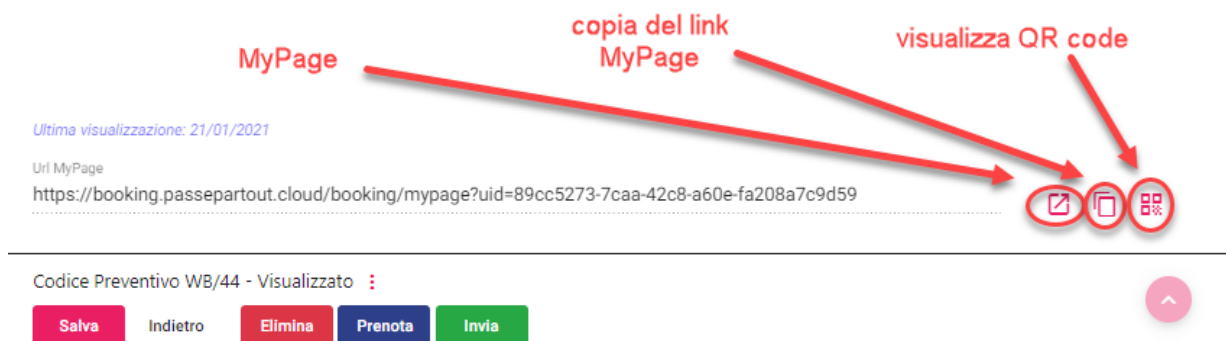 copia del link
MyPage
visualizza QR code
MyPage
Ultima visualizzazione: 21/01/2021
Url MyPage
https://booking.passepartout.cloud/booking/mypage?uid=89cc5273-7caa-42c8-a60e-fa208a7c9d59
Codice Preventivo WB/44 - Visualizzato
Salva Indietro Elimina Prenota Invia